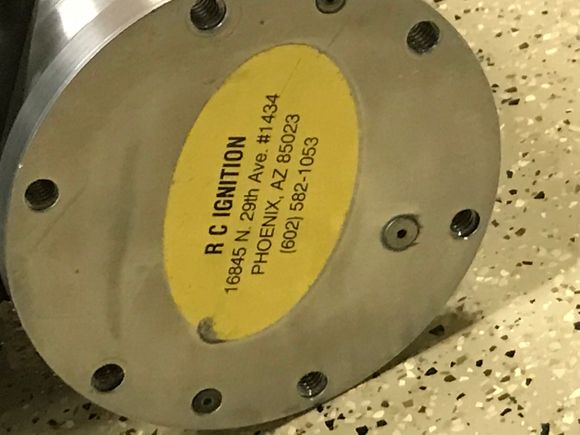 R C IGNITION
16845 N. 29th Ave. #1434
PHOENIX, AZ 85023
(602) 582-1053